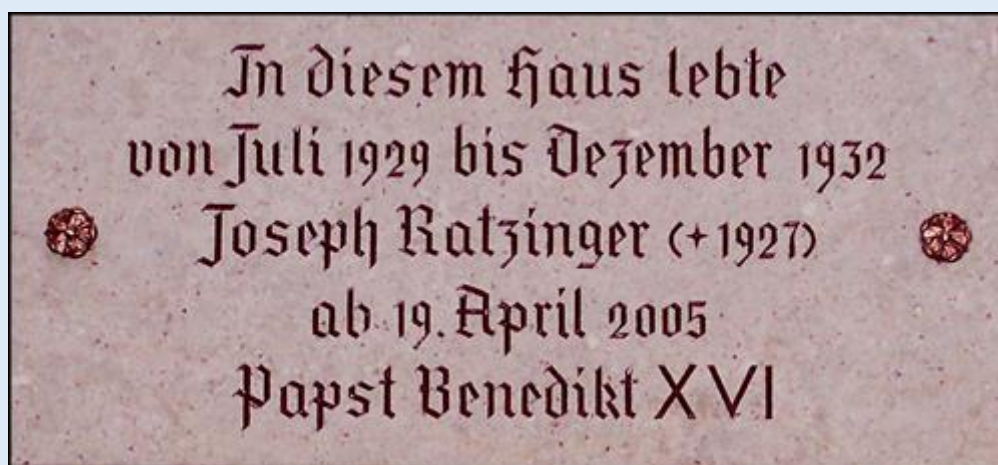 In diesem Haus lebte
von Juli 1929 bis Dezember 1932
Joseph Ratzinger (+1927)
ab 19. April 2005
Papst Benedikt XVI